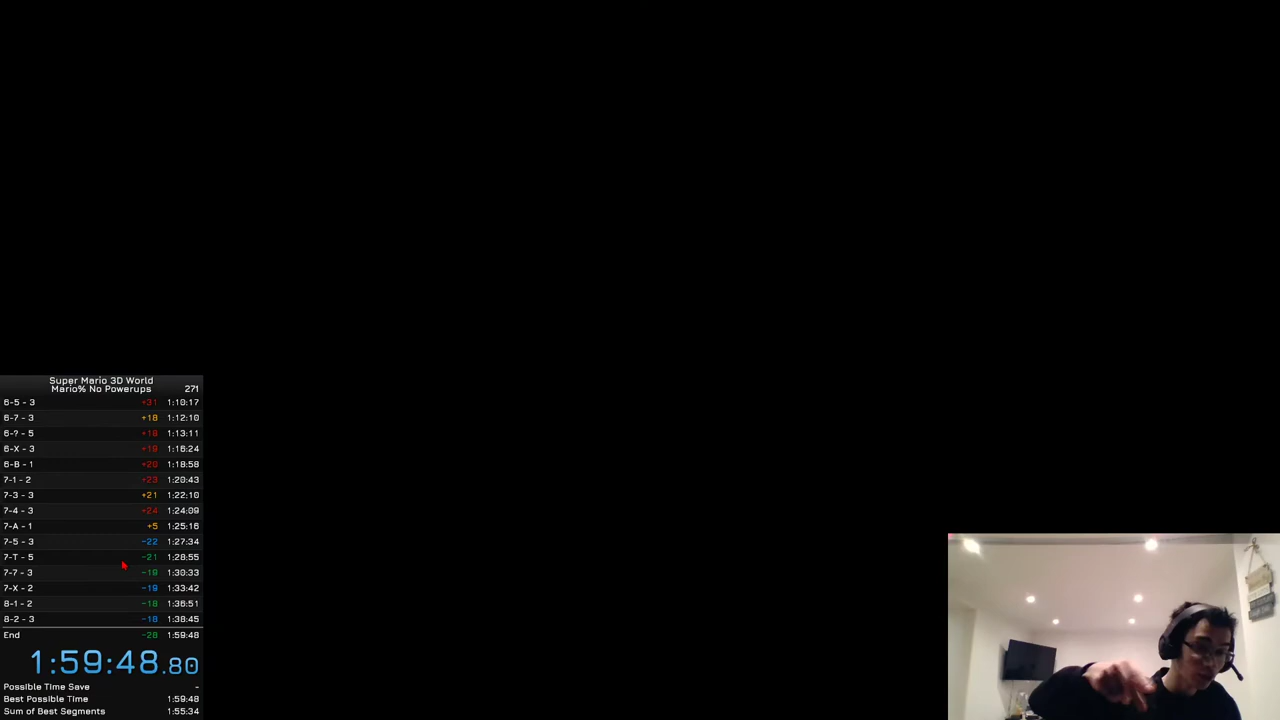 Super Mario 3D World
Mario% No Powerups 271
6-5 - 3 +31 1:10:17
6-7 - 3 +18 1:12:10
6-? - 5 +18 1:13:11
6-X - 3 +19 1:16:24
6-B - 1 +20 1:18:58
7-1 - 2 +23 1:20:43
7-3 - 3 +21 1:22:10
7-4 - 3 +24 1:24:09
7-A - 1 +5 1:25:16
7-5 - 3 -22 1:27:34
7-T - 5 -21 1:28:55
7-7 - 3 -19 1:30:33
7-X - 2 -19 1:33:42
8-1 - 2 -18 1:36:51
8-2 - 3 -18 1:38:45
End -28 1:59:48
1:59:48.80
Possible Time Save -
Best Possible Time 1:59:48
Sum of Best Segments 1:55:34